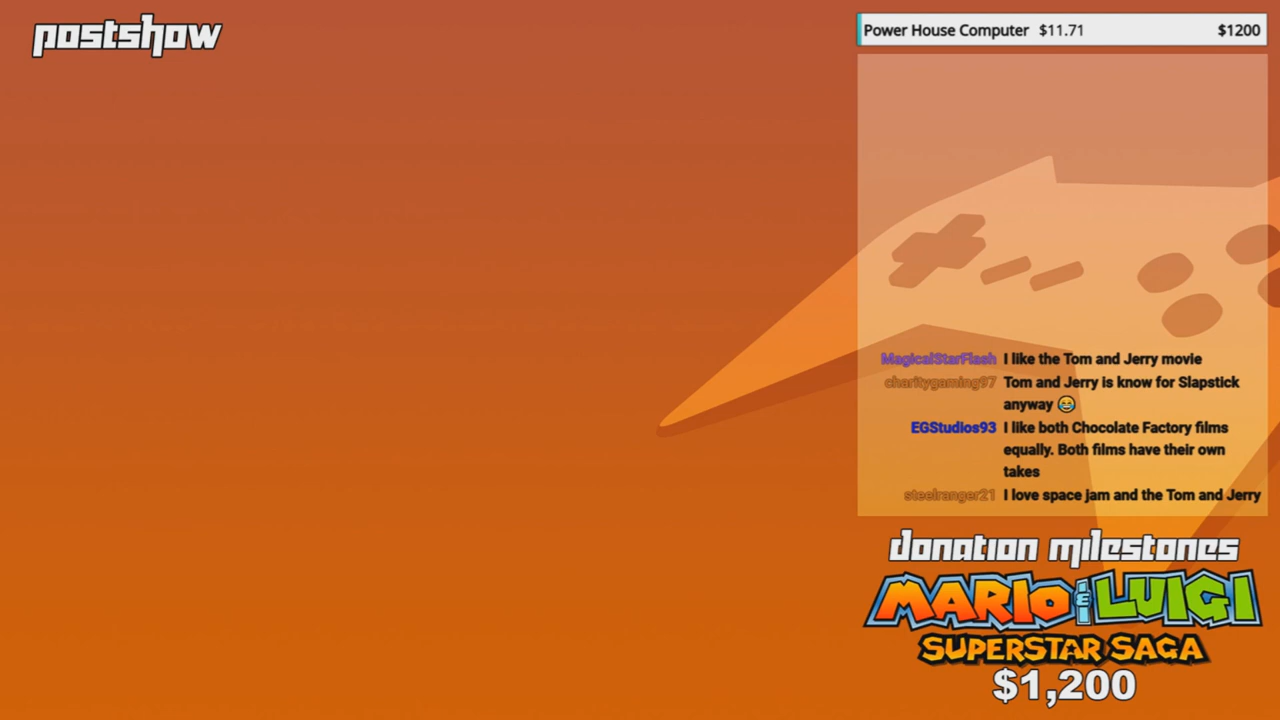 postshow
Power House Computer $11.71 $1200
MagicalStarFlash I like the Tom and Jerry movie
charitygaming97 Tom and Jerry is know for Slapstick
anyway 😂
EGStudios93 I like both Chocolate Factory films
equally. Both films have their own
takes
steelranger21 I love space jam and the Tom and Jerry
donation milestones
MARIO & LUIGI
SUPERSTAR SAGA
$1,200